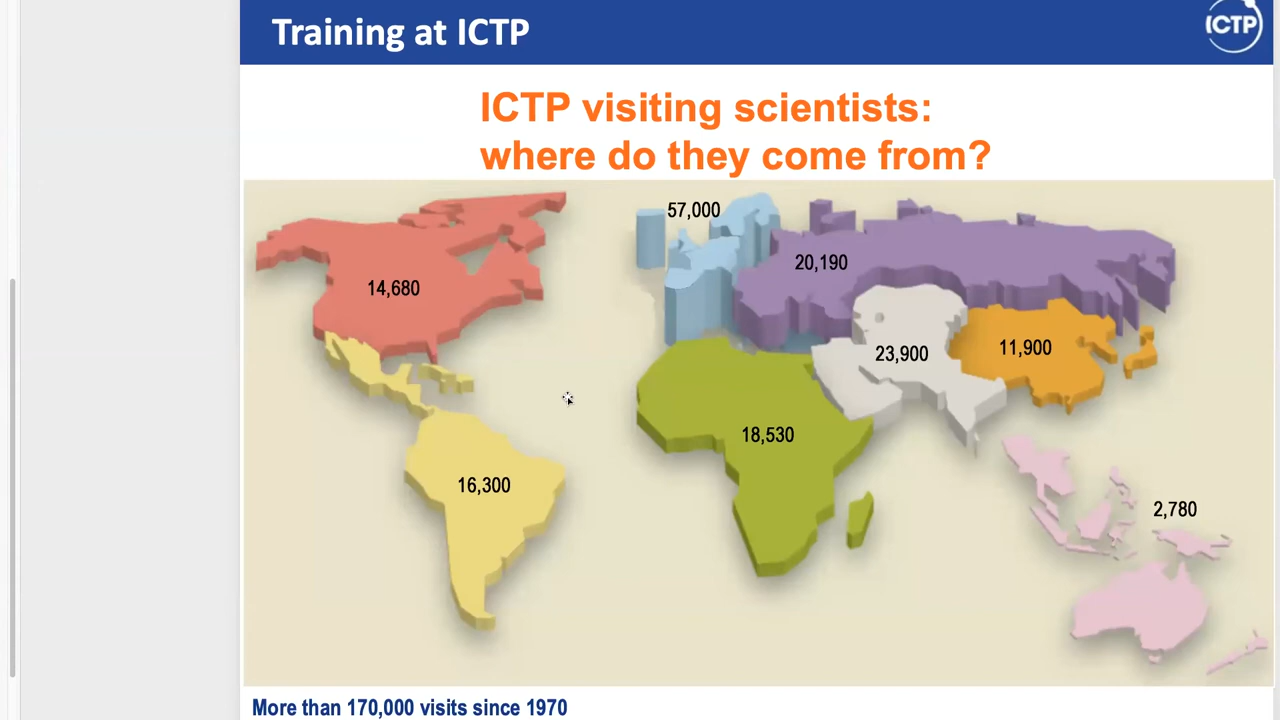 Training at ICTP
ICTP
ICTP visiting scientists:
where do they come from?
57,000
20,190
14,680
23,900
11,900
18,530
16,300
2,780
More than 170,000 visits since 1970